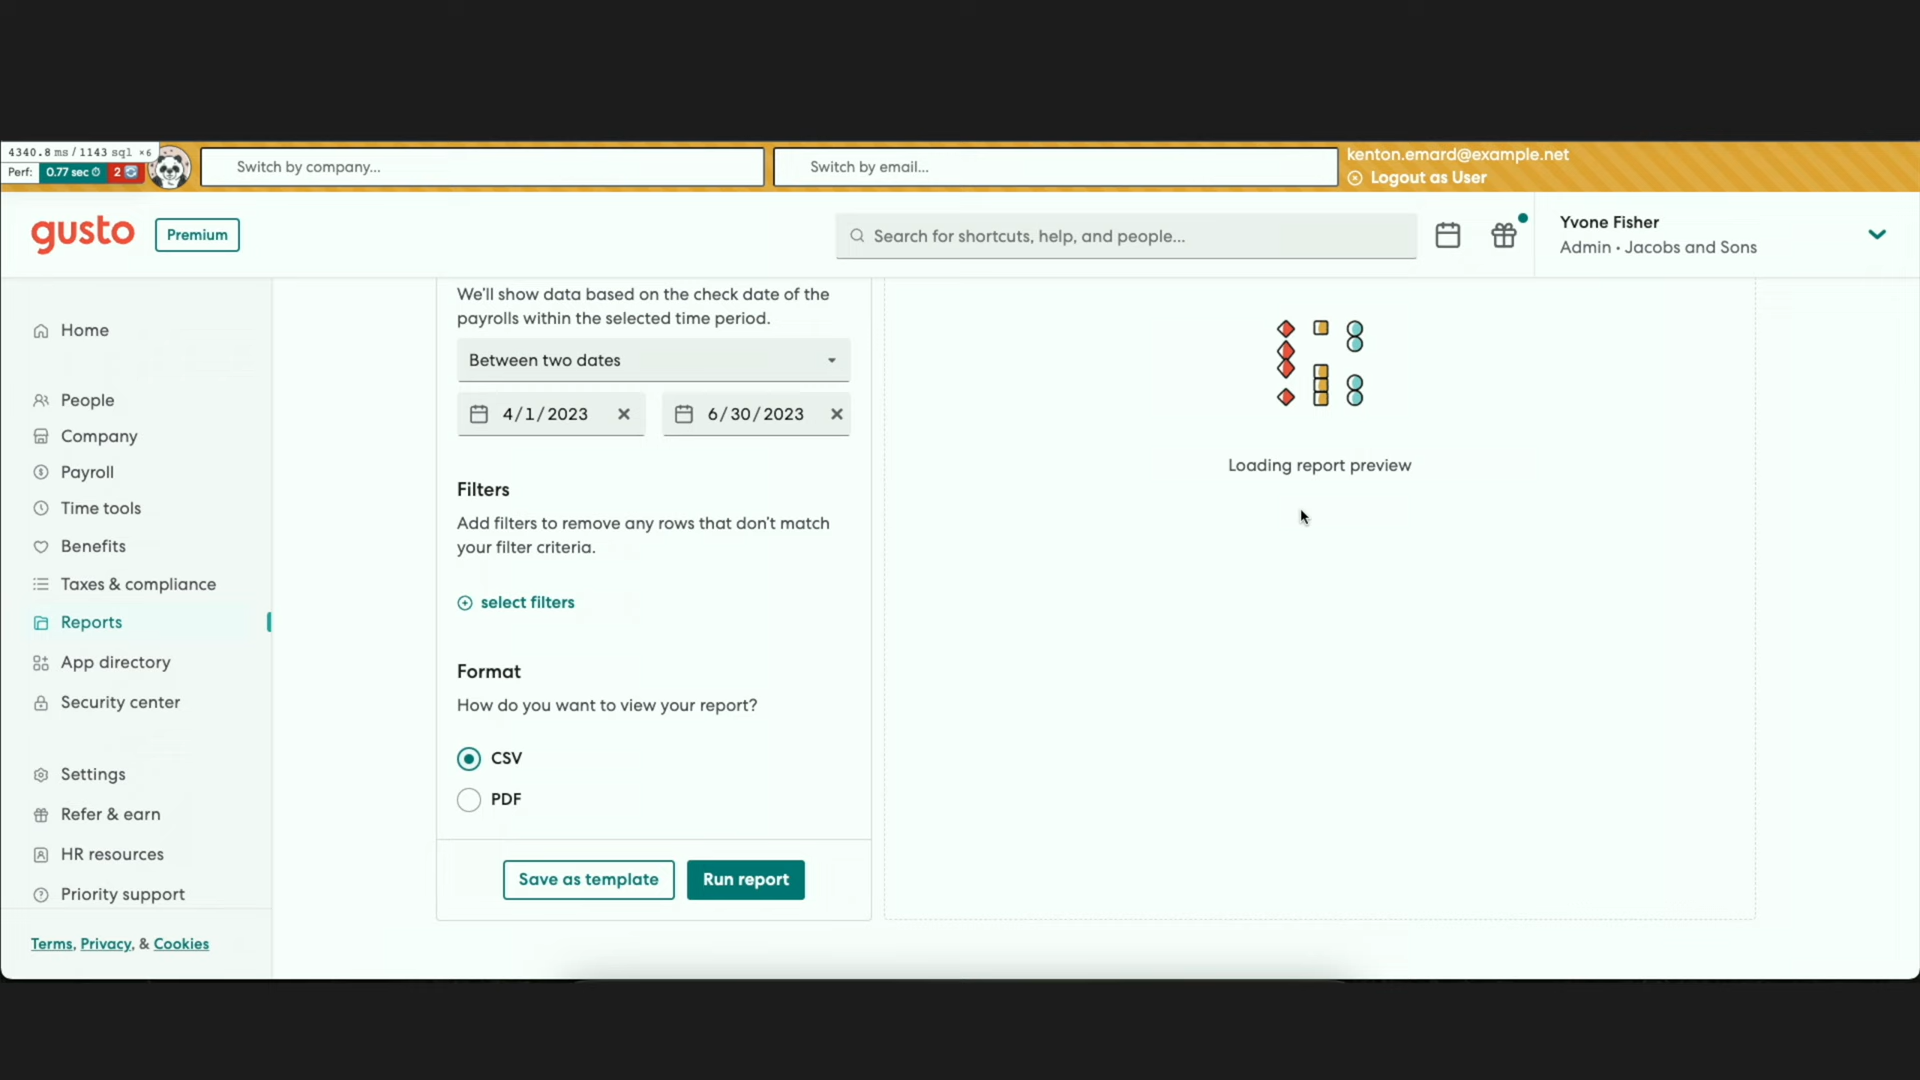 4340.8 ms / 1143 sql ×6
Perf: 0.77 sec 2
Switch by company...
Switch by email...
kenton.emard@example.net
Logout as User
gusto
Premium
Search for shortcuts, help, and people...
Yvone Fisher
Admin • Jacobs and Sons
Home
People
Company
Payroll
Time tools
Benefits
Taxes & compliance
Reports
App directory
Security center
Settings
Refer & earn
HR resources
Priority support
Terms, Privacy, & Cookies
We'll show data based on the check date of the
payrolls within the selected time period.
Between two dates
4/1/2023
6/30/2023
Filters
Add filters to remove any rows that don't match
your filter criteria.
select filters
Format
How do you want to view your report?
CSV
PDF
Save as template
Run report
Loading report preview